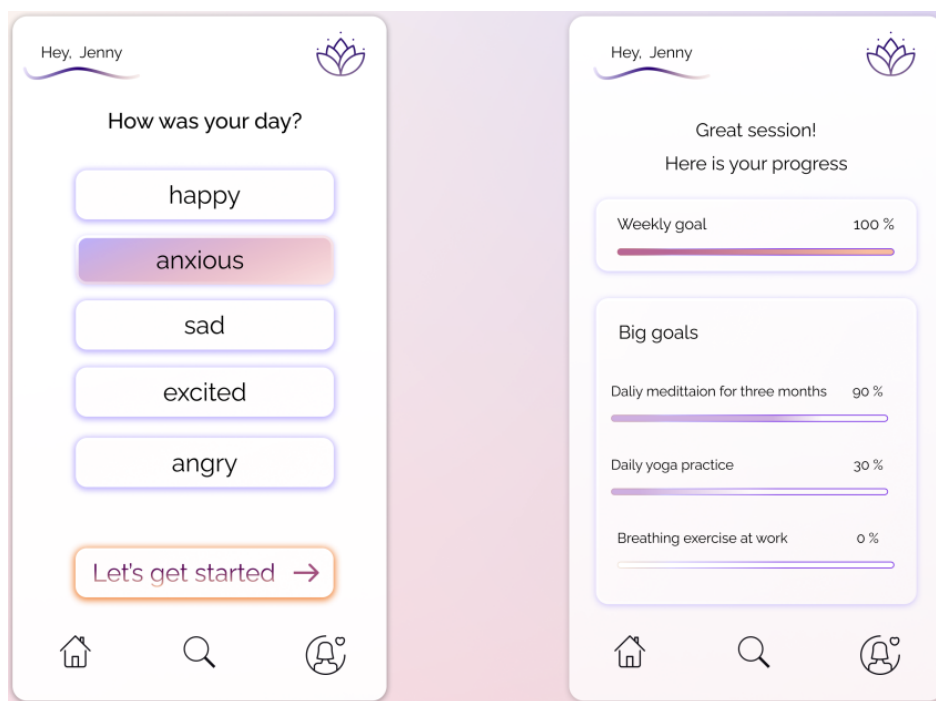 Hey, Jenny
How was your day?
happy
anxious
sad
excited
angry
Let's get started
Hey, Jenny
Great session!
Here is your progress
Weekly goal 100 %
Big goals
Daliy medittaion for three months 90 %
Daily yoga practice 30 %
Breathing exercise at work 0 %